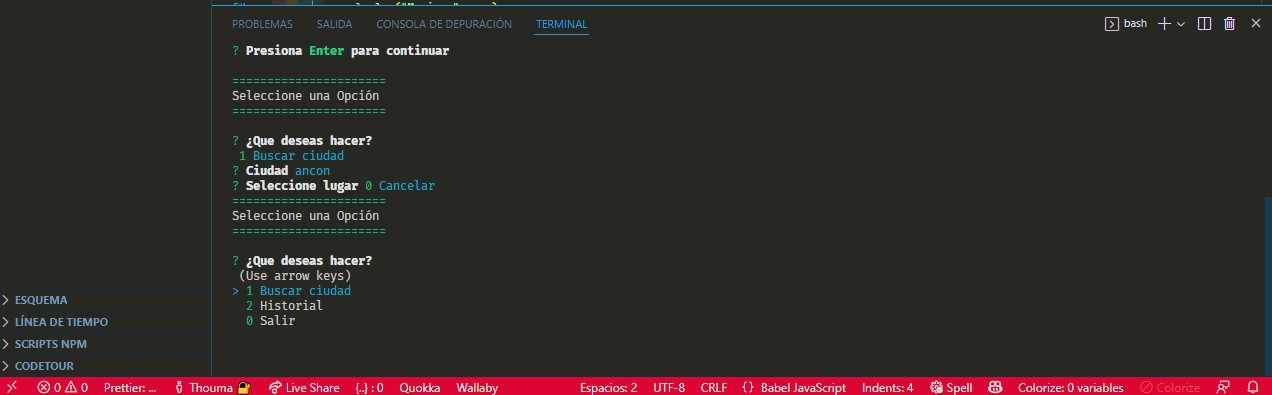 PROBLEMAS SALIDA CONSOLA DE DEPURACIÓN TERMINAL bash
? Presiona Enter para continuar
======================
Seleccione una Opción
======================
? ¿Que deseas hacer?
1 Buscar ciudad
? Ciudad ancon
? Seleccione lugar 0 Cancelar
======================
Seleccione una Opción
======================
? ¿Que deseas hacer?
(Use arrow keys)
> 1 Buscar ciudad
2 Historial
0 Salir
ESQUEMA
LÍNEA DE TIEMPO
SCRIPTS NPM
CODETOUR
0 0 Prettier: ... Thouma Live Share {..} : 0 Quokka Wallaby Espacios: 2 UTF-8 CRLF {} Babel JavaScript Indents: 4 Spell Colorize: 0 variables Colorize